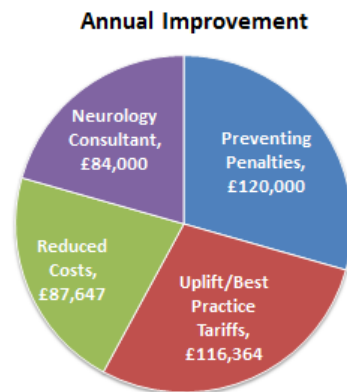 Annual Improvement
Neurology
Consultant,
£84,000
Preventing
Penalties,
£120,000
Reduced
Costs,
£87,647
Uplift/Best
Practice
Tariffs,
£116,364